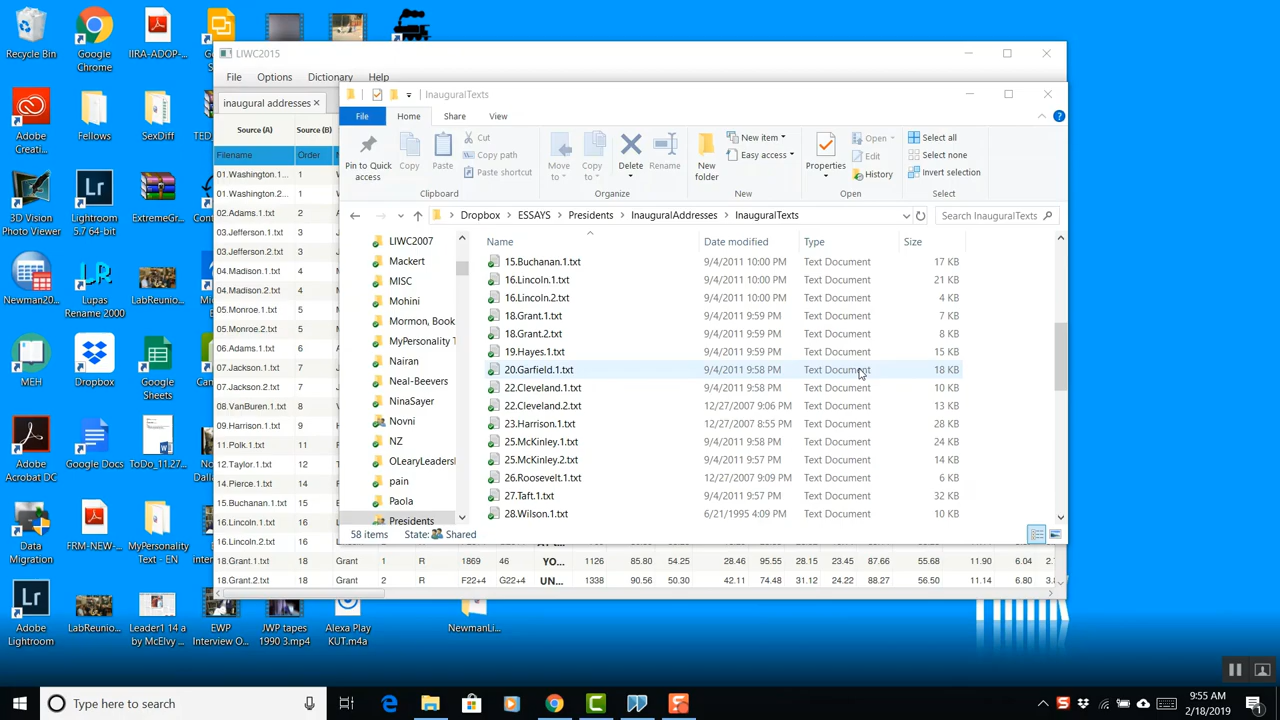 Recycle Bin
Google Chrome
IIRA-ADOP-...
Adobe Creati...
Fellows
SexDiff
TED
3D Vision Photo Viewer
Lightroom 5.7 64-bit
ExtremeGr...
Newman20...
Lupas Rename 2000
LabReunio...
MEH
Dropbox
Google Sheets
Adobe Acrobat DC
Google Docs
ToDo_11.27...
Data Migration
FRM-NEW-...
MyPersonality Text - EN
Adobe Lightroom
LabReunio...
Leader1 14 a by McElvy ...
EWP Interview O...
JWP tapes 1990 3.mp4
Alexa Play KUT.m4a
NewmanLi...
LIWC2015
File Options Dictionary Help
inaugural addresses ×
Source (A) Source (B)
Filename Order
01.Washington.1... 1
01.Washington.2... 1
02.Adams.1.txt 2
03.Jefferson.1.txt 3
03.Jefferson.2.txt 3
04.Madison.1.txt 4
04.Madison.2.txt 4
05.Monroe.1.txt 5
05.Monroe.2.txt 5
06.Adams.1.txt 6
07.Jackson.1.txt 7
07.Jackson.2.txt 7
08.VanBuren.1.txt 8
09.Harrison.1.txt 9
11.Polk.1.txt 11
12.Taylor.1.txt 12
14.Pierce.1.txt 14
15.Buchanan.1.txt 15
16.Lincoln.1.txt 16
16.Lincoln.2.txt 16
18.Grant.1.txt 18 Grant 1 R 1869 46 YO... 1126 85.80 54.25 28.46 95.55 28.15 23.45 87.66 55.68 11.90 6.04 2.
18.Grant.2.txt 18 Grant 2 R F22+4 G22+4 UN... 1338 90.56 50.30 42.11 74.48 31.12 24.22 88.27 56.50 11.14 6.80 3.
InauguralTexts
File Home Share View
Pin to Quick access
Copy
Paste
Cut
Copy path
Paste shortcut
Clipboard
Move to
Copy to
Delete
Rename
Organize
New folder
New item
Easy access
New
Properties
Open
Edit
History
Open
Select all
Select none
Invert selection
Select
Dropbox > ESSAYS > Presidents > InauguralAddresses > InauguralTexts
Search InauguralTexts
LIWC2007
Mackert
MISC
Mohini
Mormon, Book
MyPersonality T
Nairan
Neal-Beevers
NinaSayer
Novni
NZ
OLearyLeadersh
pain
Paola
Presidents
Name Date modified Type Size
15.Buchanan.1.txt 9/4/2011 10:00 PM Text Document 17 KB
16.Lincoln.1.txt 9/4/2011 10:00 PM Text Document 21 KB
16.Lincoln.2.txt 9/4/2011 10:00 PM Text Document 4 KB
18.Grant.1.txt 9/4/2011 9:59 PM Text Document 7 KB
18.Grant.2.txt 9/4/2011 9:59 PM Text Document 8 KB
19.Hayes.1.txt 9/4/2011 9:59 PM Text Document 15 KB
20.Garfield.1.txt 9/4/2011 9:58 PM Text Document 18 KB
22.Cleveland.1.txt 9/4/2011 9:58 PM Text Document 10 KB
22.Cleveland.2.txt 12/27/2007 9:06 PM Text Document 13 KB
23.Harrison.1.txt 12/27/2007 8:55 PM Text Document 28 KB
25.McKinley.1.txt 9/4/2011 9:58 PM Text Document 24 KB
25.McKinley.2.txt 9/4/2011 9:57 PM Text Document 14 KB
26.Roosevelt.1.txt 12/27/2007 9:09 PM Text Document 6 KB
27.Taft.1.txt 9/4/2011 9:57 PM Text Document 32 KB
28.Wilson.1.txt 6/21/1995 4:09 PM Text Document 10 KB
58 items State: Shared
Type here to search
9:55 AM
2/18/2019